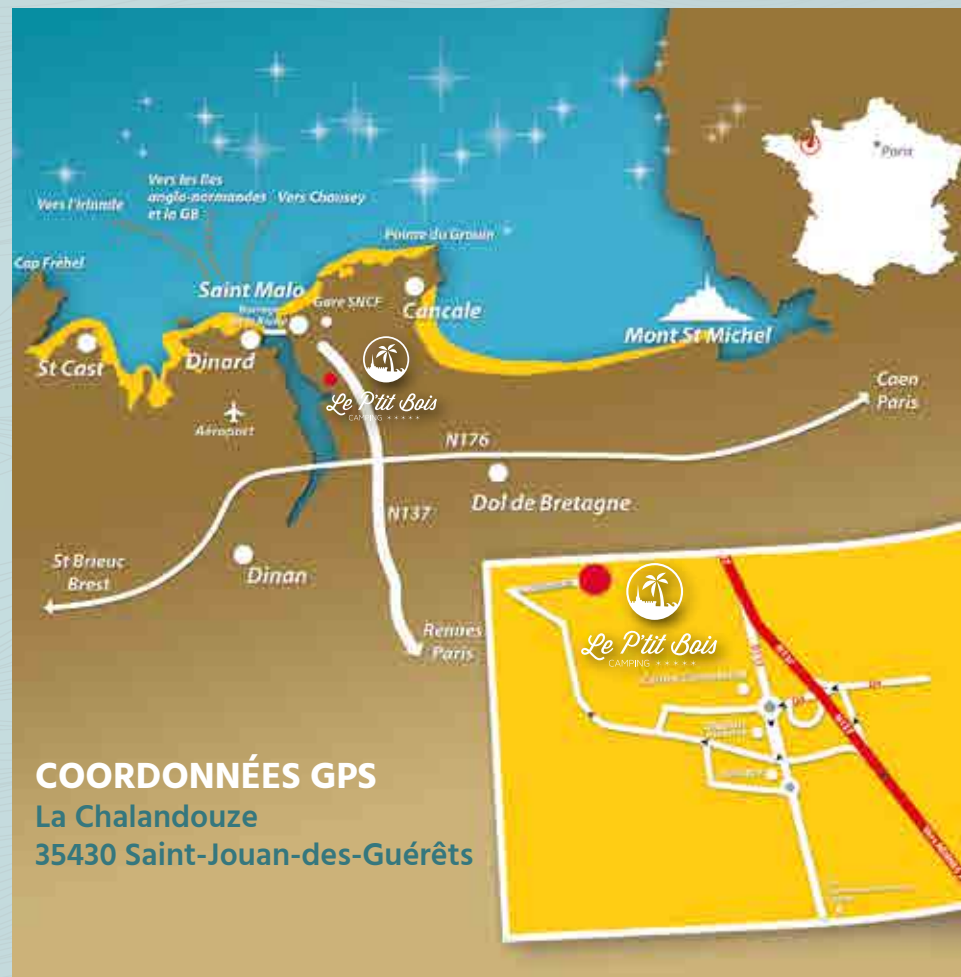 Paris
Vers l'Irlande
Vers les îles
anglo-normandes
et la GB
Vers Chausey
Pointe du Grouin
Cap Fréhel
Saint Malo
Gare SNCF
Cancale
Mont St Michel
St Cast
Dinard
Le P'tit Bois
CAMPING
Aéroport
Caen
Paris
N176
Dol de Bretagne
N137
St Brieuc
Brest
Dinan
Rennes
Paris
Le P'tit Bois
CAMPING
N137
N137
COORDONNÉES GPS
La Chalandouze
35430 Saint-Jouan-des-Guérêts